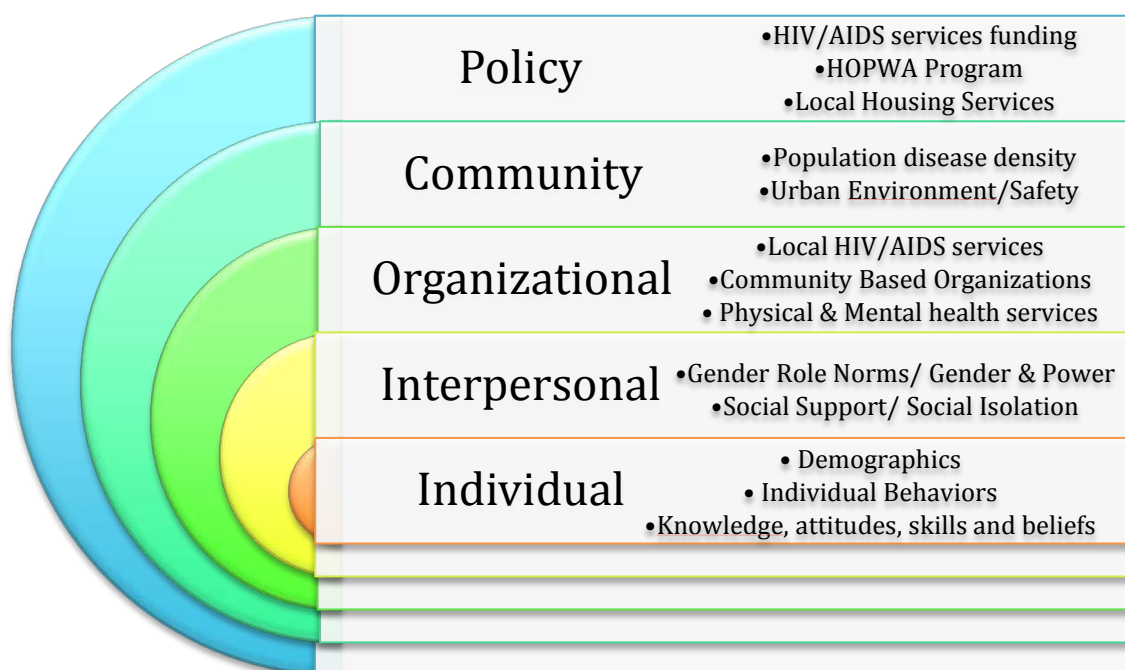 Policy
•HIV/AIDS services funding
•HOPWA Program
•Local Housing Services
Community
•Population disease density
•Urban Environment/Safety
Organizational
•Local HIV/AIDS services
•Community Based Organizations
• Physical & Mental health services
Interpersonal
•Gender Role Norms/ Gender & Power
•Social Support/ Social Isolation
Individual
• Demographics
• Individual Behaviors
•Knowledge, attitudes, skills and beliefs